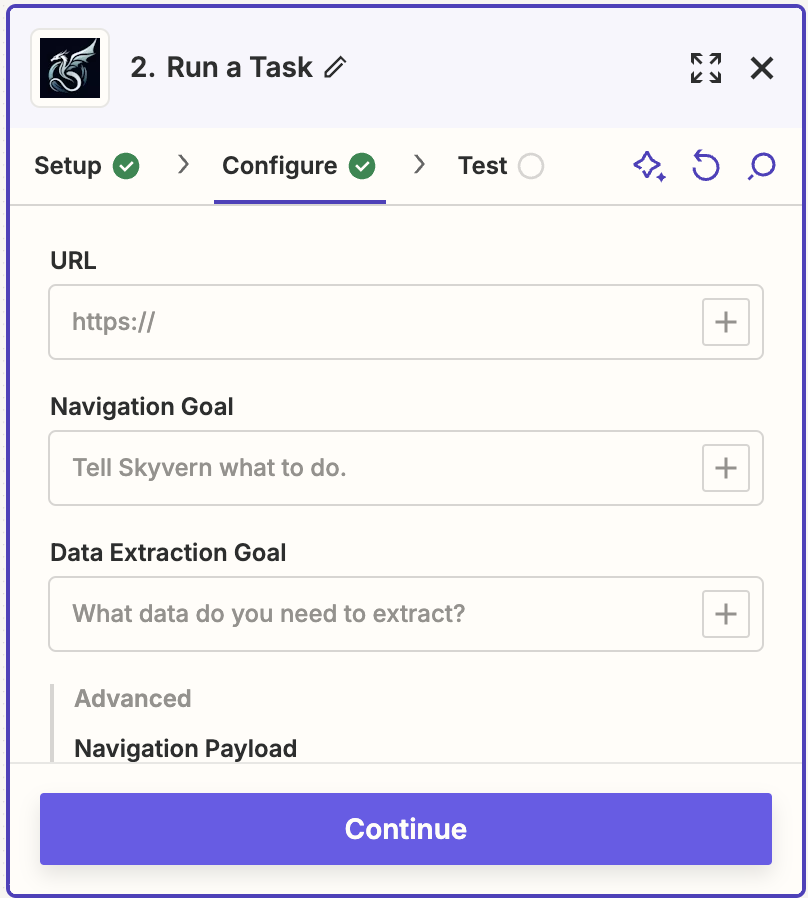 2. Run a Task
Setup
Configure
Test
URL
https://
Navigation Goal
Tell Skyvern what to do.
Data Extraction Goal
What data do you need to extract?
Advanced
Navigation Payload
Continue